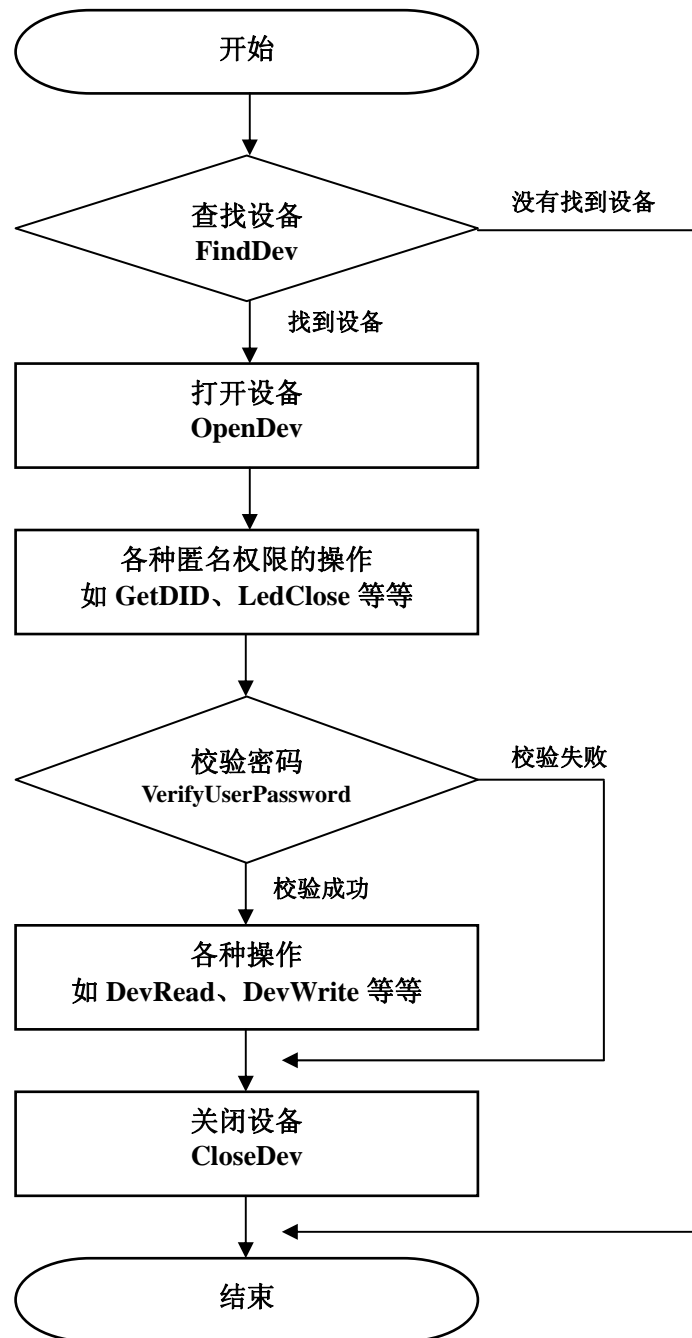 开始
没有找到设备
查找设备
FindDev
找到设备
打开设备
OpenDev
各种匿名权限的操作
如 GetDID、LedClose 等等
校验密码
VerifyUserPassword
校验失败
校验成功
各种操作
如 DevRead、DevWrite 等等
关闭设备
CloseDev
结束